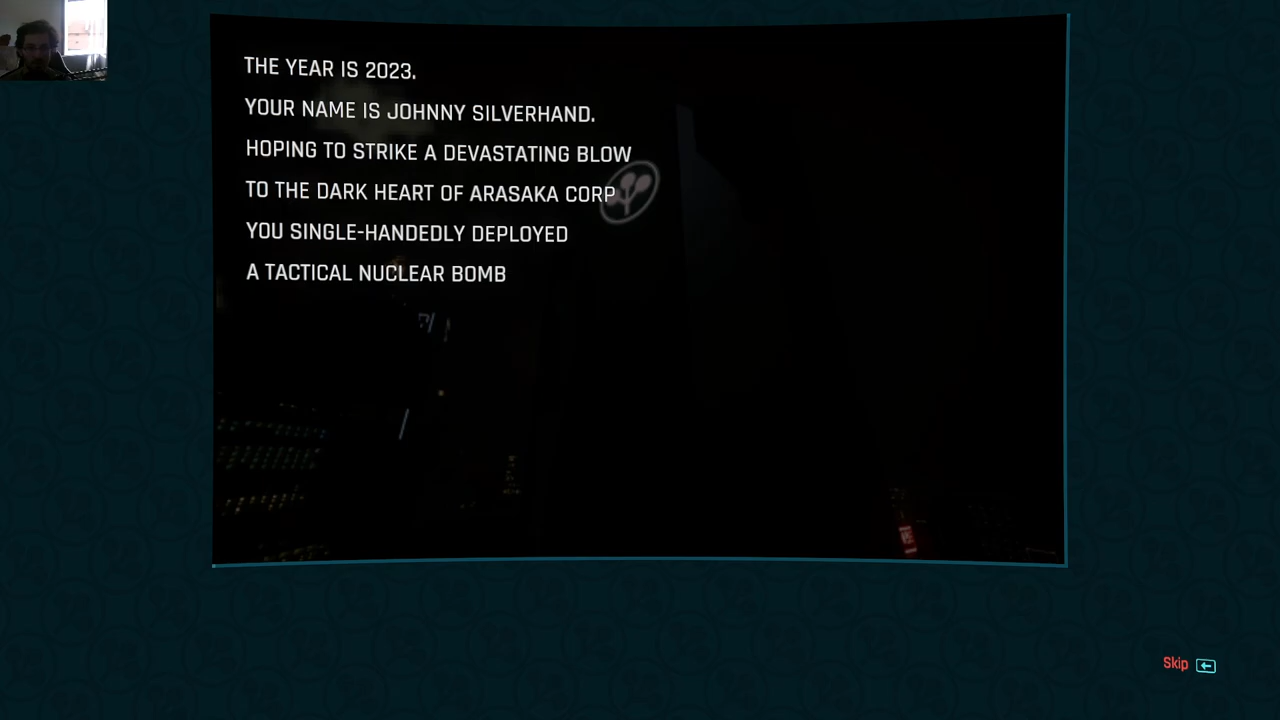 THE YEAR IS 2023.
YOUR NAME IS JOHNNY SILVERHAND.
HOPING TO STRIKE A DEVASTATING BLOW
TO THE DARK HEART OF ARASAKA CORP
YOU SINGLE-HANDEDLY DEPLOYED
A TACTICAL NUCLEAR BOMB
Skip